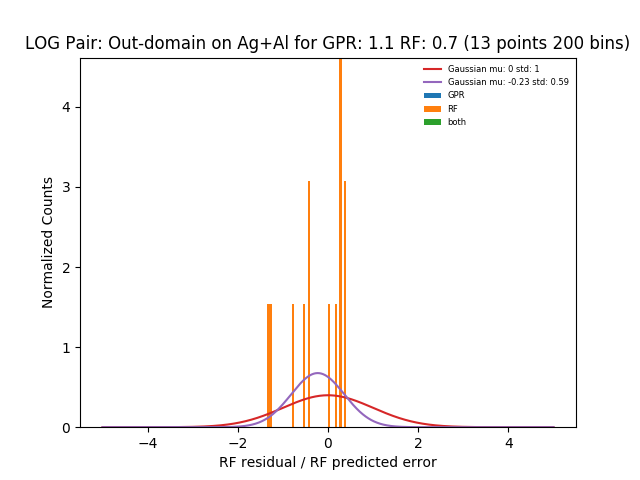 LOG Pair: Out-domain on Ag+Al for GPR: 1.1 RF: 0.7 (13 points 200 bins)
Gaussian mu: 0 std: 1
Gaussian mu: -0.23 std: 0.59
GPR
RF
both
Normalized Counts
4
3
2
1
0
−4
−2
0
2
4
RF residual / RF predicted error